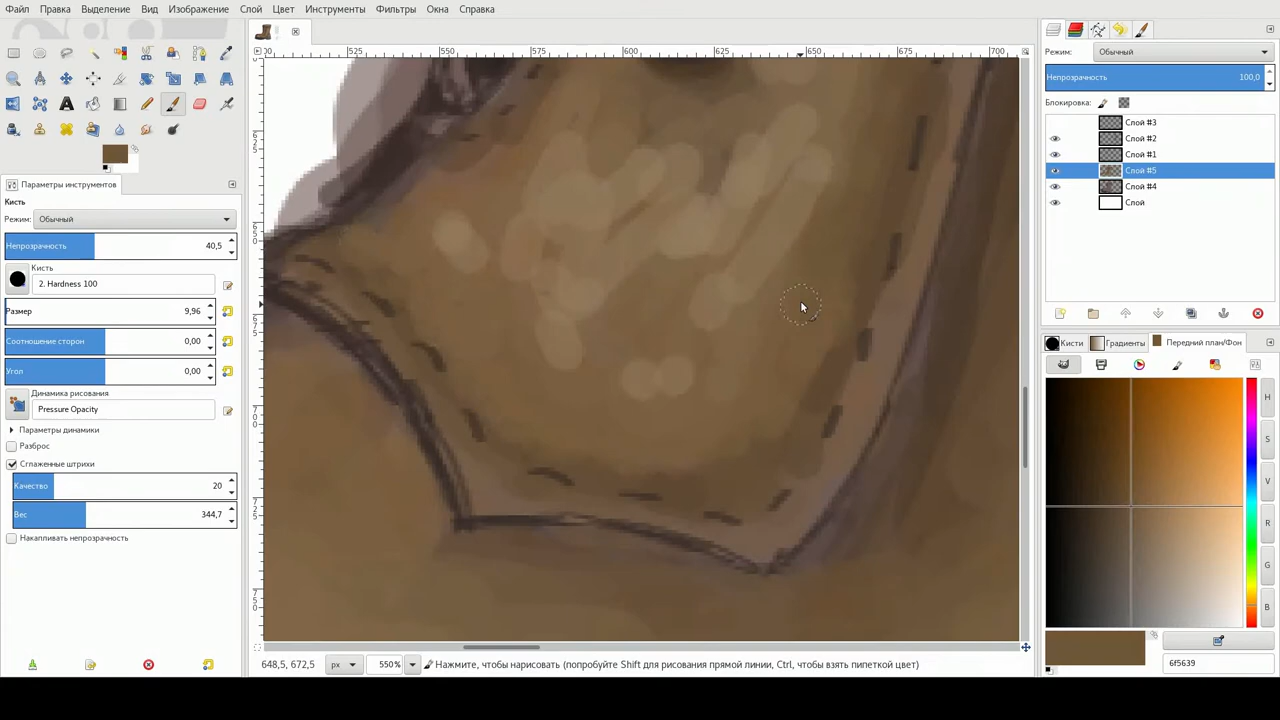 Файл Правка Выделение Вид Изображение Слой Цвет Инструменты Фильтры Окна Справка
525 550 575 600 625 650 675 700
Параметры инструментов
Кисть
Режим: Обычный
Непрозрачность 40,5
Кисть
2. Hardness 100
Размер 9,96
Соотношение сторон 0,00
Угол 0,00
Динамика рисования
Pressure Opacity
Параметры динамики
Разброс
Сглаженные штрихи
Качество 20
Вес 344,7
Накапливать непрозрачность
648,5, 672,5 px 550% Нажмите, чтобы нарисовать (попробуйте Shift для рисования прямой линии, Ctrl, чтобы взять пипеткой цвет)
Режим: Обычный
Непрозрачность 100,0
Блокировка:
Слой #3
Слой #2
Слой #1
Слой #5
Слой #4
Слой
Кисти Градиенты Передний план/Фон
H
S
V
R
G
B
6f5639